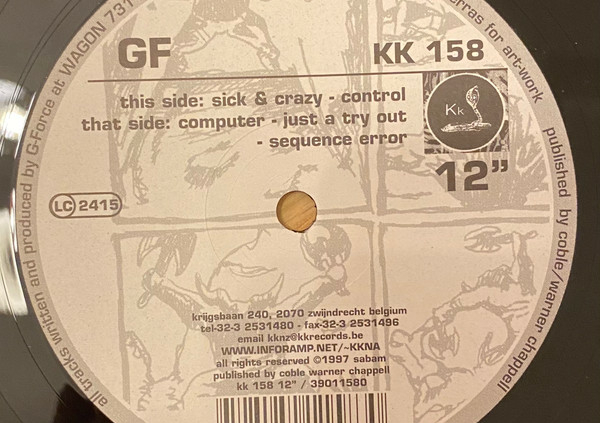 GF
KK 158
this side: sick & crazy - control
that side: computer - just a try out
- sequence error
Kk
12”
LC 2415
krijgsbaan 240, 2070 zwijndrecht belgium
tel-32-3 2531480 - fax-32-3 2531496
email kknz@kkrecords.be
WWW.INFORAMP.NET/~KKNA
all rights reserved ©1997 sabam
published by coble warner chappell
kk 158 12" / 39011580
all tracks written and produced by G-Force at WAGON 731
for art-work
published by coble/warner chappell